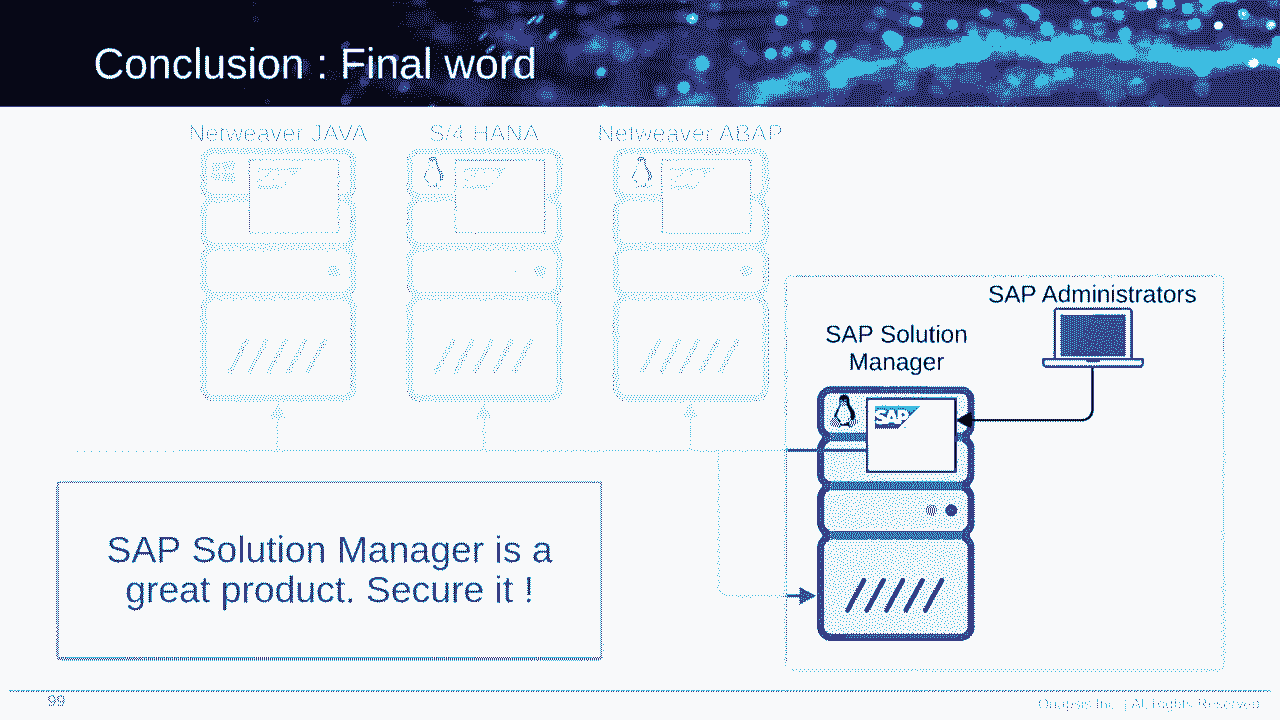 Conclusion : Final word
Netweaver JAVA
S/4 HANA
Netweaver ABAP
SAP Administrators
SAP Solution
Manager
SAP
SAP Solution Manager is a
great product. Secure it !
99
Onapsis Inc. | All Rights Reserved